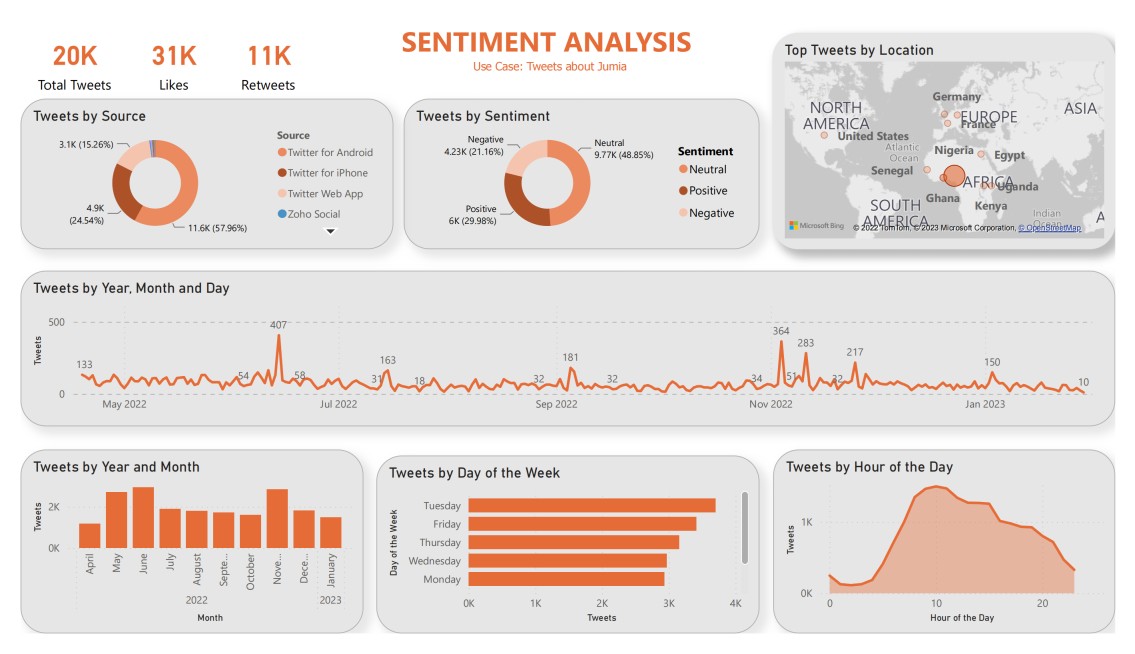 SENTIMENT ANALYSIS
Use Case: Tweets about Jumia
20K
Total Tweets
31K
Likes
11K
Retweets
Tweets by Source
3.1K (15.26%)
4.9K
(24.54%)
11.6K (57.96%)
Source
Twitter for Android
Twitter for iPhone
Twitter Web App
Zoho Social
Tweets by Sentiment
Negative
4.23K (21.16%)
Neutral
9.77K (48.85%)
Positive
6K (29.98%)
Sentiment
Neutral
Positive
Negative
Top Tweets by Location
NORTH
AMERICA
United States
Atlantic
Ocean
Senegal
SOUTH
AMERICA
Germany
EUROPE
France
ASIA
Nigeria
Egypt
AFRICA
Uganda
Ghana
Kenya
Indian
Ocean
A
Microsoft Bing
© 2022 TomTom, © 2023 Microsoft Corporation, © OpenStreetMap
Tweets by Year, Month and Day
Tweets
500
0
133
54
407
58
31
163
18
32
181
32
34
364
51
283
32
217
150
10
May 2022
Jul 2022
Sep 2022
Nov 2022
Jan 2023
Tweets by Year and Month
Tweets
2K
0K
April
May
June
July
August
Septe...
October
Nove...
Dece...
January
2022
2023
Month
Tweets by Day of the Week
Day of the Week
Tuesday
Friday
Thursday
Wednesday
Monday
0K
1K
2K
3K
4K
Tweets
Tweets by Hour of the Day
Tweets
1K
0K
0
10
20
Hour of the Day